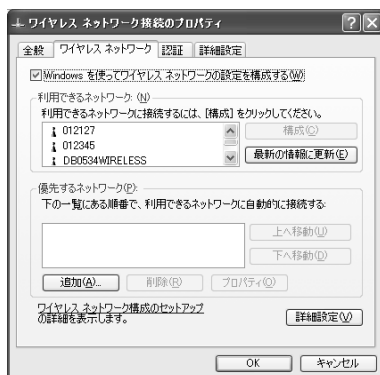 ワイヤレス ネットワーク接続のプロパティ
全般 ワイヤレス ネットワーク 認証 詳細設定
Windows を使ってワイヤレス ネットワークの設定を構成する(W)
利用できるネットワーク: (N)
利用できるネットワークに接続するには、[構成] をクリックしてください。
012127
012345
DB0534WIRELESS
構成(C)
最新の情報に更新(E)
優先するネットワーク(P):
下の一覧にある順番で、利用できるネットワークに自動的に接続する:
上へ移動(U)
下へ移動(D)
追加(A)... 削除(R) プロパティ(O)
ワイヤレス ネットワーク構成のセットアップ
の詳細を表示します。
詳細設定(V)
OK キャンセル